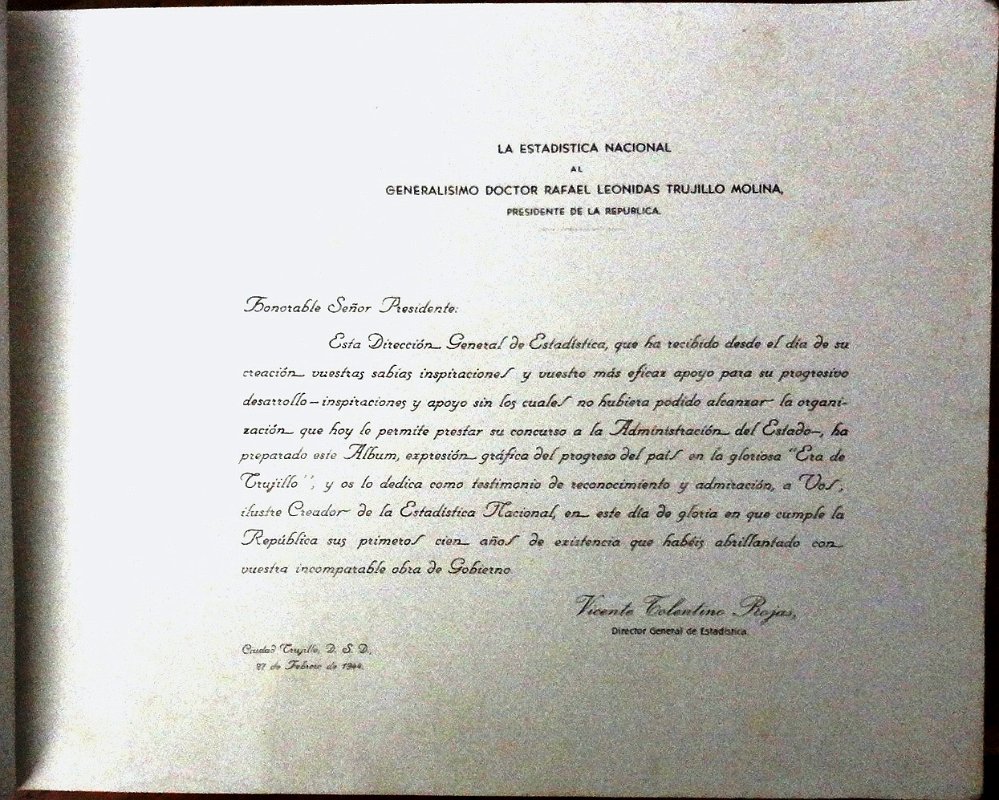 LA ESTADISTICA NACIONAL
AL
GENERALISIMO DOCTOR RAFAEL LEONIDAS TRUJILLO MOLINA,
PRESIDENTE DE LA REPUBLICA.
Honorable Señor Presidente:
Esta Dirección General de Estadística, que ha recibido desde el día de su
creación vuestras sabias inspiraciones y vuestro más eficaz apoyo para su progresivo
desarrollo—inspiraciones y apoyo sin los cuales no hubiera podido alcanzar la organi-
zación que hoy le permite prestar su concurso a la Administración del Estado—, ha
preparado este Album, expresión gráfica del progreso del país en la gloriosa "Era de
Trujillo", y os lo dedica como testimonio de reconocimiento y admiración, a Vos,
ilustre Creador de la Estadística Nacional, en este día de gloria en que cumple la
República sus primeros cien años de existencia que habéis abrillantado con
vuestra incomparable obra de Gobierno
Vicente Tolentino Rojas,
Director General de Estadística.
Ciudad Trujillo, D. S. D.,
27 de Febrero de 1944.